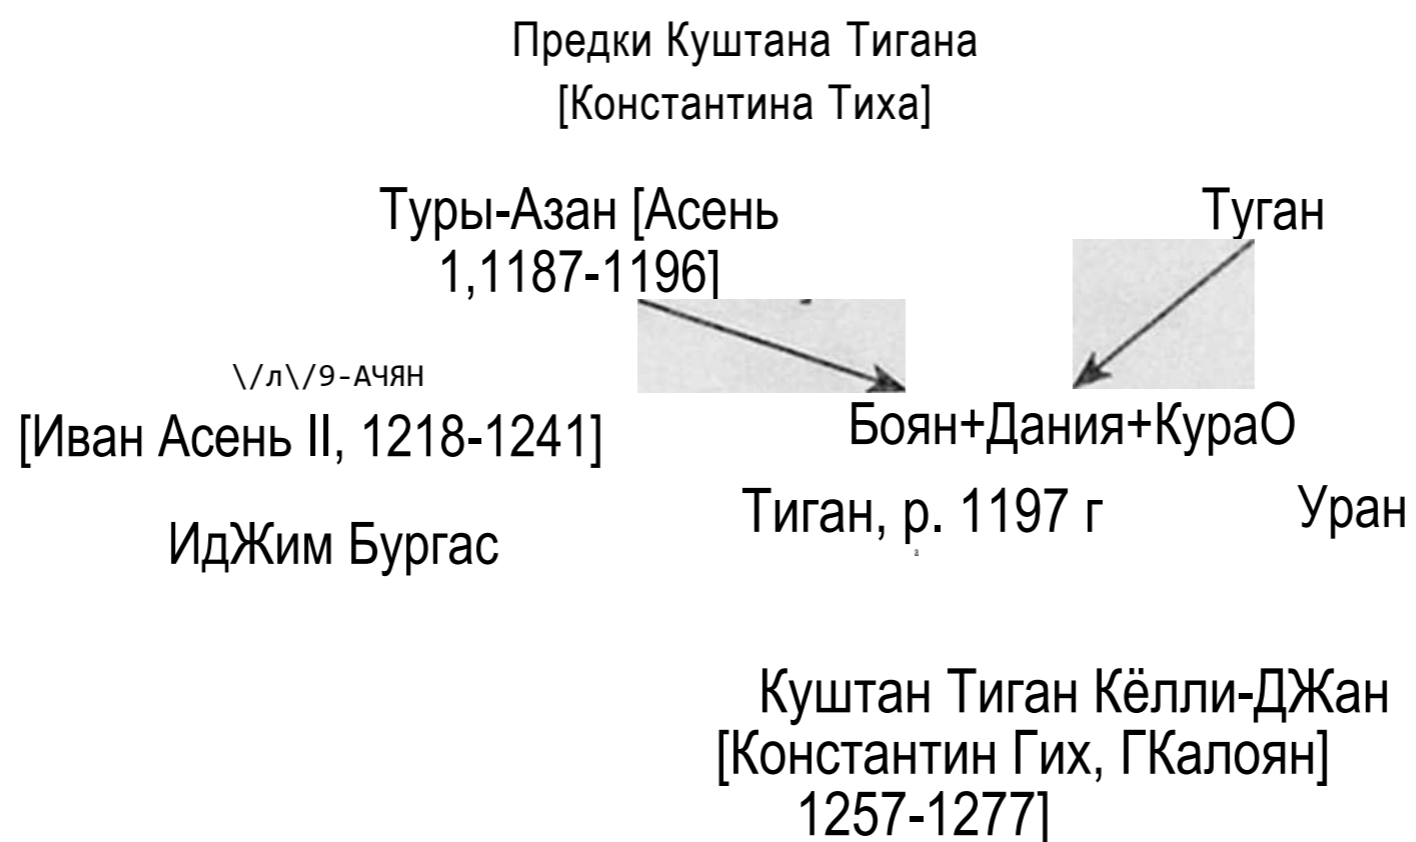 Предки Куштана Тигана
[Константина Тиха]
Туры-Азан [Асень
1,1187-1196]
Туган
\/л\/9-АЧЯН
[Иван Асень II, 1218-1241]
Боян+Дания+КураО
Тиган, р. 1197 г
Уран
а
ИдЖим Бургас
Куштан Тиган Кёлли-ДЖан
[Константин Гих, ГКалоян]
1257-1277]